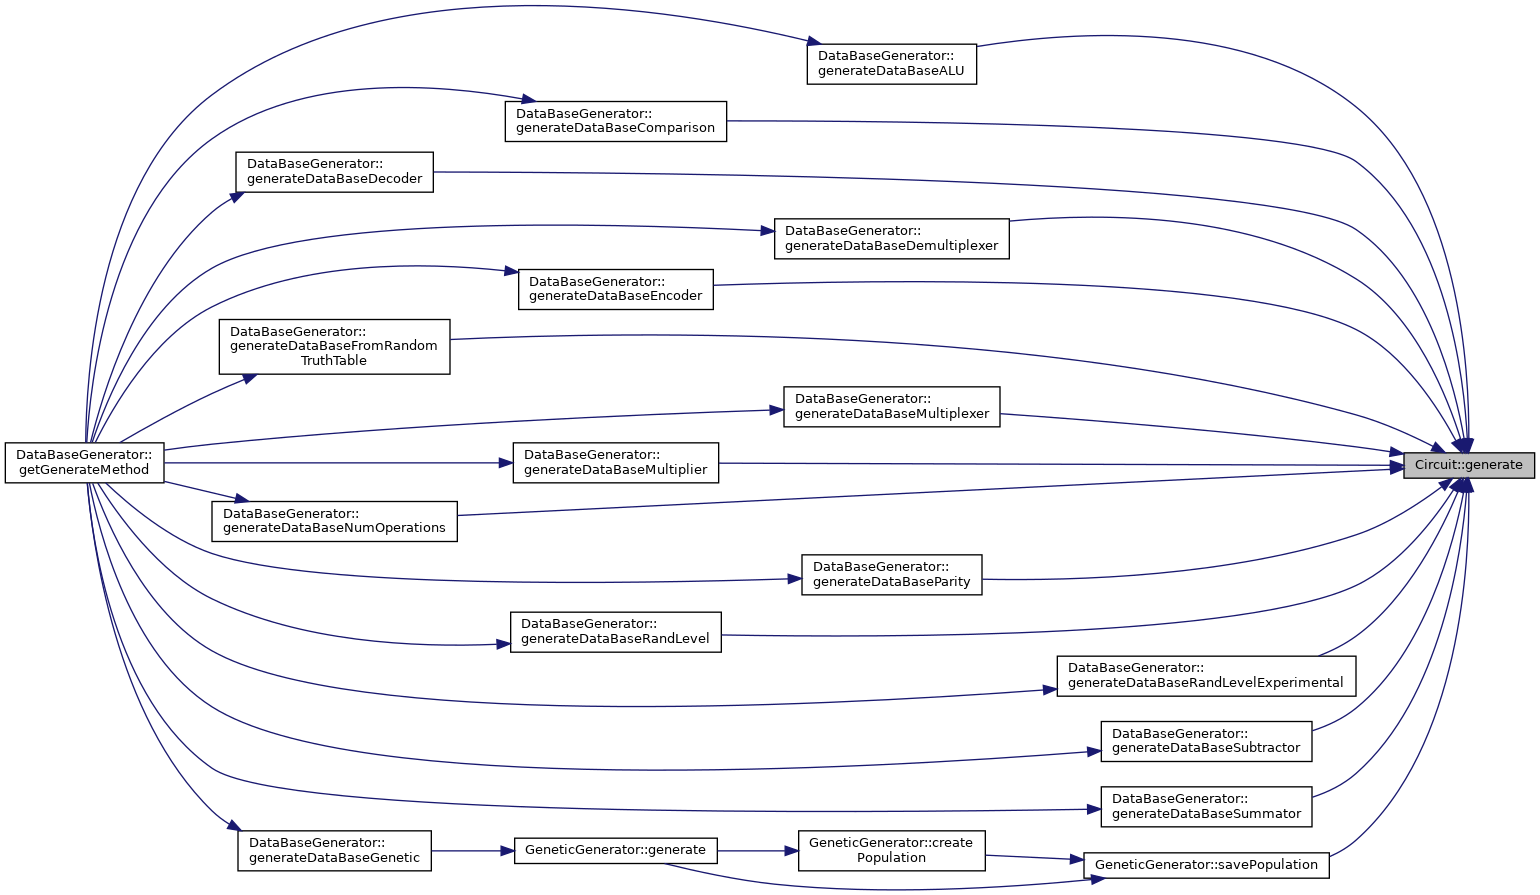 DataBaseGenerator::
generateDataBaseALU
DataBaseGenerator::
generateDataBaseComparison
DataBaseGenerator::
generateDataBaseDecoder
DataBaseGenerator::
generateDataBaseDemultiplexer
DataBaseGenerator::
generateDataBaseEncoder
DataBaseGenerator::
generateDataBaseFromRandom
TruthTable
DataBaseGenerator::
generateDataBaseMultiplexer
DataBaseGenerator::
getGenerateMethod
DataBaseGenerator::
generateDataBaseMultiplier
Circuit::generate
DataBaseGenerator::
generateDataBaseNumOperations
DataBaseGenerator::
generateDataBaseParity
DataBaseGenerator::
generateDataBaseRandLevel
DataBaseGenerator::
generateDataBaseRandLevelExperimental
DataBaseGenerator::
generateDataBaseSubtractor
DataBaseGenerator::
generateDataBaseSummator
DataBaseGenerator::
generateDataBaseGenetic
GeneticGenerator::generate
GeneticGenerator::create
Population
GeneticGenerator::savePopulation